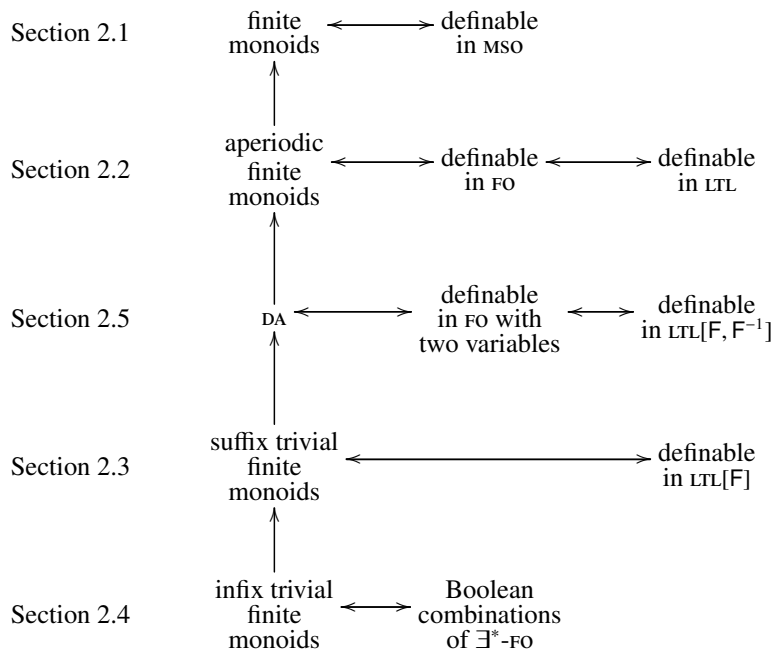 Section 2.1
finite
monoids
definable
in MSO
Section 2.2
aperiodic
finite
monoids
definable
in FO
definable
in LTL
Section 2.5
DA
definable
in FO with
two variables
definable
in LTL[F, F⁻¹]
Section 2.3
suffix trivial
finite
monoids
definable
in LTL[F]
Section 2.4
infix trivial
finite
monoids
Boolean
combinations
of ∃*-FO